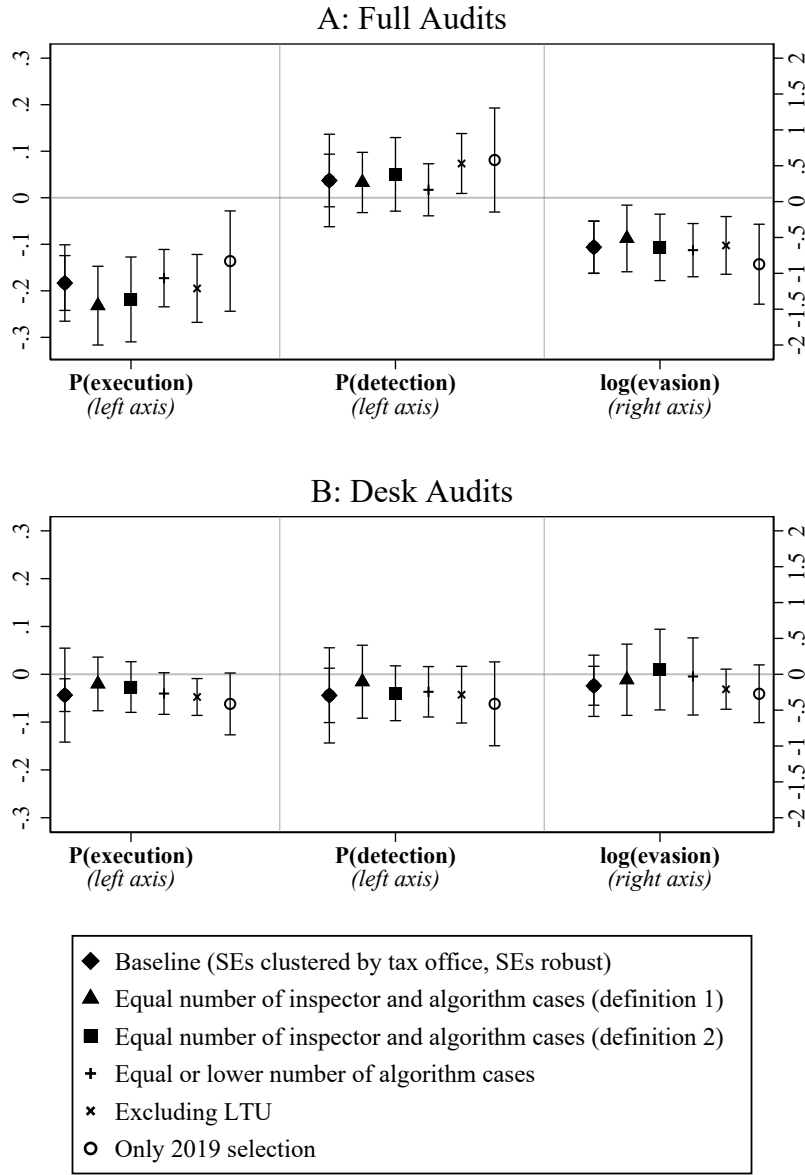 A: Full Audits
.3
.2
.1
0
-.1
-.2
-.3
2
1.5
1
.5
0
-.5
-1
-1.5
-2
P(execution)
(left axis)
P(detection)
(left axis)
log(evasion)
(right axis)
B: Desk Audits
.3
.2
.1
0
-.1
-.2
-.3
2
1.5
1
.5
0
-.5
-1
-1.5
-2
P(execution)
(left axis)
P(detection)
(left axis)
log(evasion)
(right axis)
Baseline (SEs clustered by tax office, SEs robust)
Equal number of inspector and algorithm cases (definition 1)
Equal number of inspector and algorithm cases (definition 2)
Equal or lower number of algorithm cases
Excluding LTU
Only 2019 selection